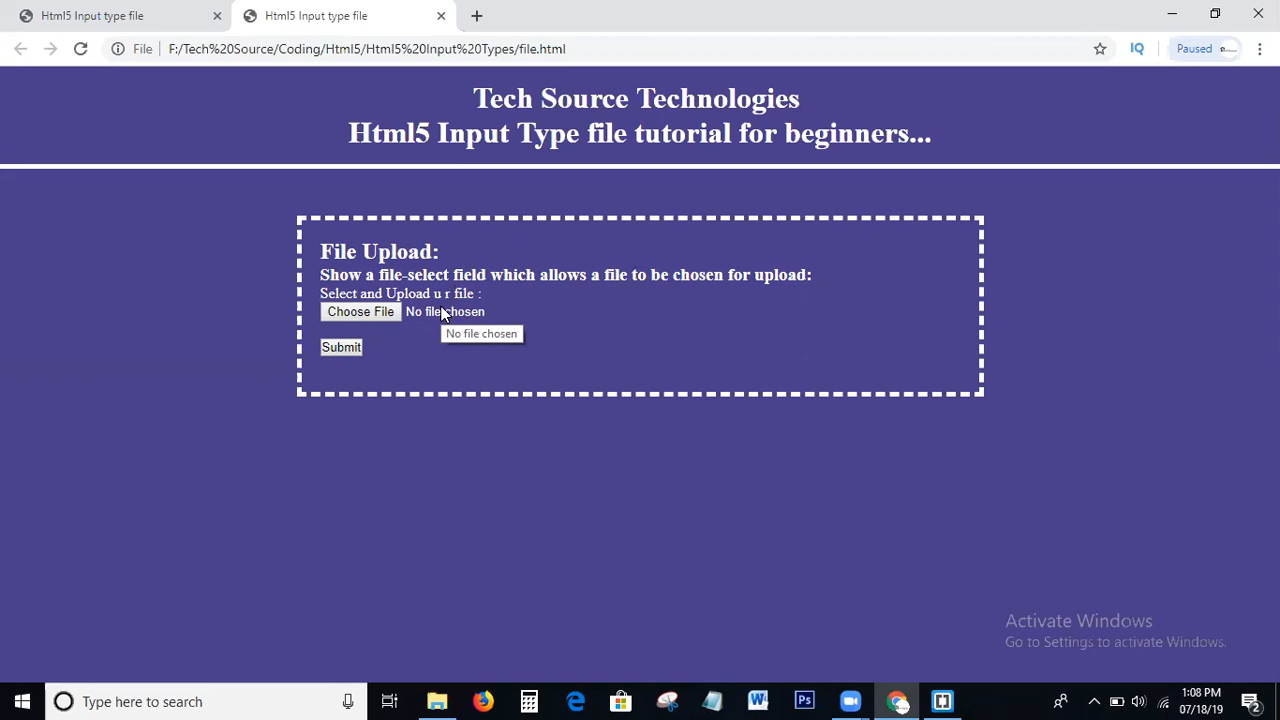 Html5 Input type file
Html5 Input type file
File
F:/Tech%20Source/Coding/Html5/Html5%20Input%20Types/file.html
IQ
Paused
Tech Source Technologies
Html5 Input Type file tutorial for beginners...
File Upload:
Show a file-select field which allows a file to be chosen for upload:
Select and Upload u r file :
Choose File No file chosen
No file chosen
Submit
Activate Windows
Go to Settings to activate Windows.
Type here to search
Ps
1:08 PM
07/18/19
2